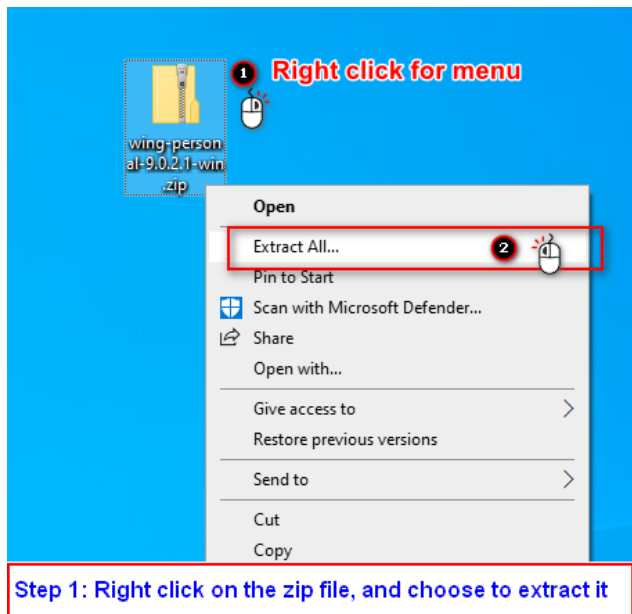 1 Right click for menu
wing-person
al-9.0.2.1-win
.zip
Open
Extract All...
2
Pin to Start
Scan with Microsoft Defender...
Share
Open with...
Give access to
Restore previous versions
Send to
Cut
Copy
Step 1: Right click on the zip file, and choose to extract it